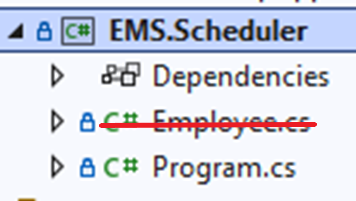 C# EMS.Scheduler
Dependencies
C# Employee.cs
C# Program.cs